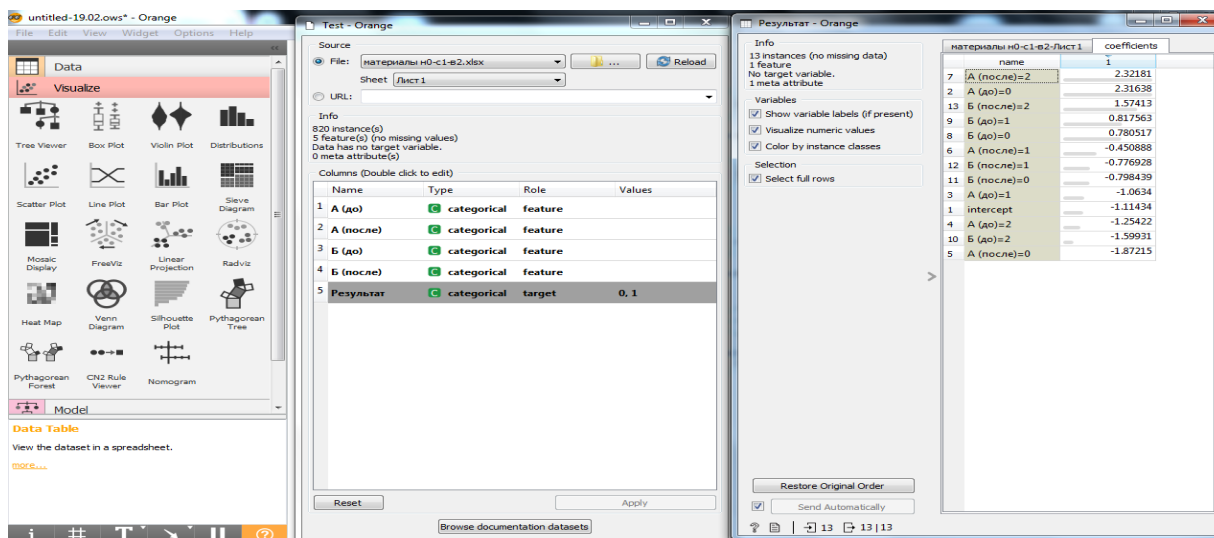 untitled-19.02.ows* - Orange
File Edit View Widget Options Help
Data
Visualize
Tree Viewer Box Plot Violin Plot Distributions
Scatter Plot Line Plot Bar Plot Sieve Diagram
Mosaic Display FreeViz Linear Projection Radviz
Heat Map Venn Diagram Silhouette Plot Pythagorean Tree
Pythagorean Forest CN2 Rule Viewer Nomogram
Model
Data Table
View the dataset in a spreadsheet.
more...
Test - Orange
Source
File: материалы н0-с1-в2.xlsx ... Reload
Sheet Лист1
URL:
Info
820 instance(s)
5 feature(s) (no missing values)
Data has no target variable.
0 meta attribute(s)
Columns (Double click to edit)
Name Type Role Values
1 А (до) C categorical feature
2 А (после) C categorical feature
3 Б (до) C categorical feature
4 Б (после) C categorical feature
5 Результат C categorical target 0, 1
Reset Apply
Browse documentation datasets
Результат - Orange
Info
13 instances (no missing data)
1 feature
No target variable.
1 meta attribute
Variables
Show variable labels (if present)
Visualize numeric values
Color by instance classes
Selection
Select full rows
Restore Original Order
Send Automatically
13 13|13
материалы н0-с1-в2-Лист1 coefficients
name 1
7 А (после)=2 2.32181
2 А (до)=0 2.31638
13 Б (после)=2 1.57413
9 Б (до)=1 0.817563
8 Б (до)=0 0.780517
6 А (после)=1 -0.450888
12 Б (после)=1 -0.776928
11 Б (после)=0 -0.798439
3 А (до)=1 -1.0634
1 intercept -1.11434
4 А (до)=2 -1.25422
10 Б (до)=2 -1.59931
5 А (после)=0 -1.87215